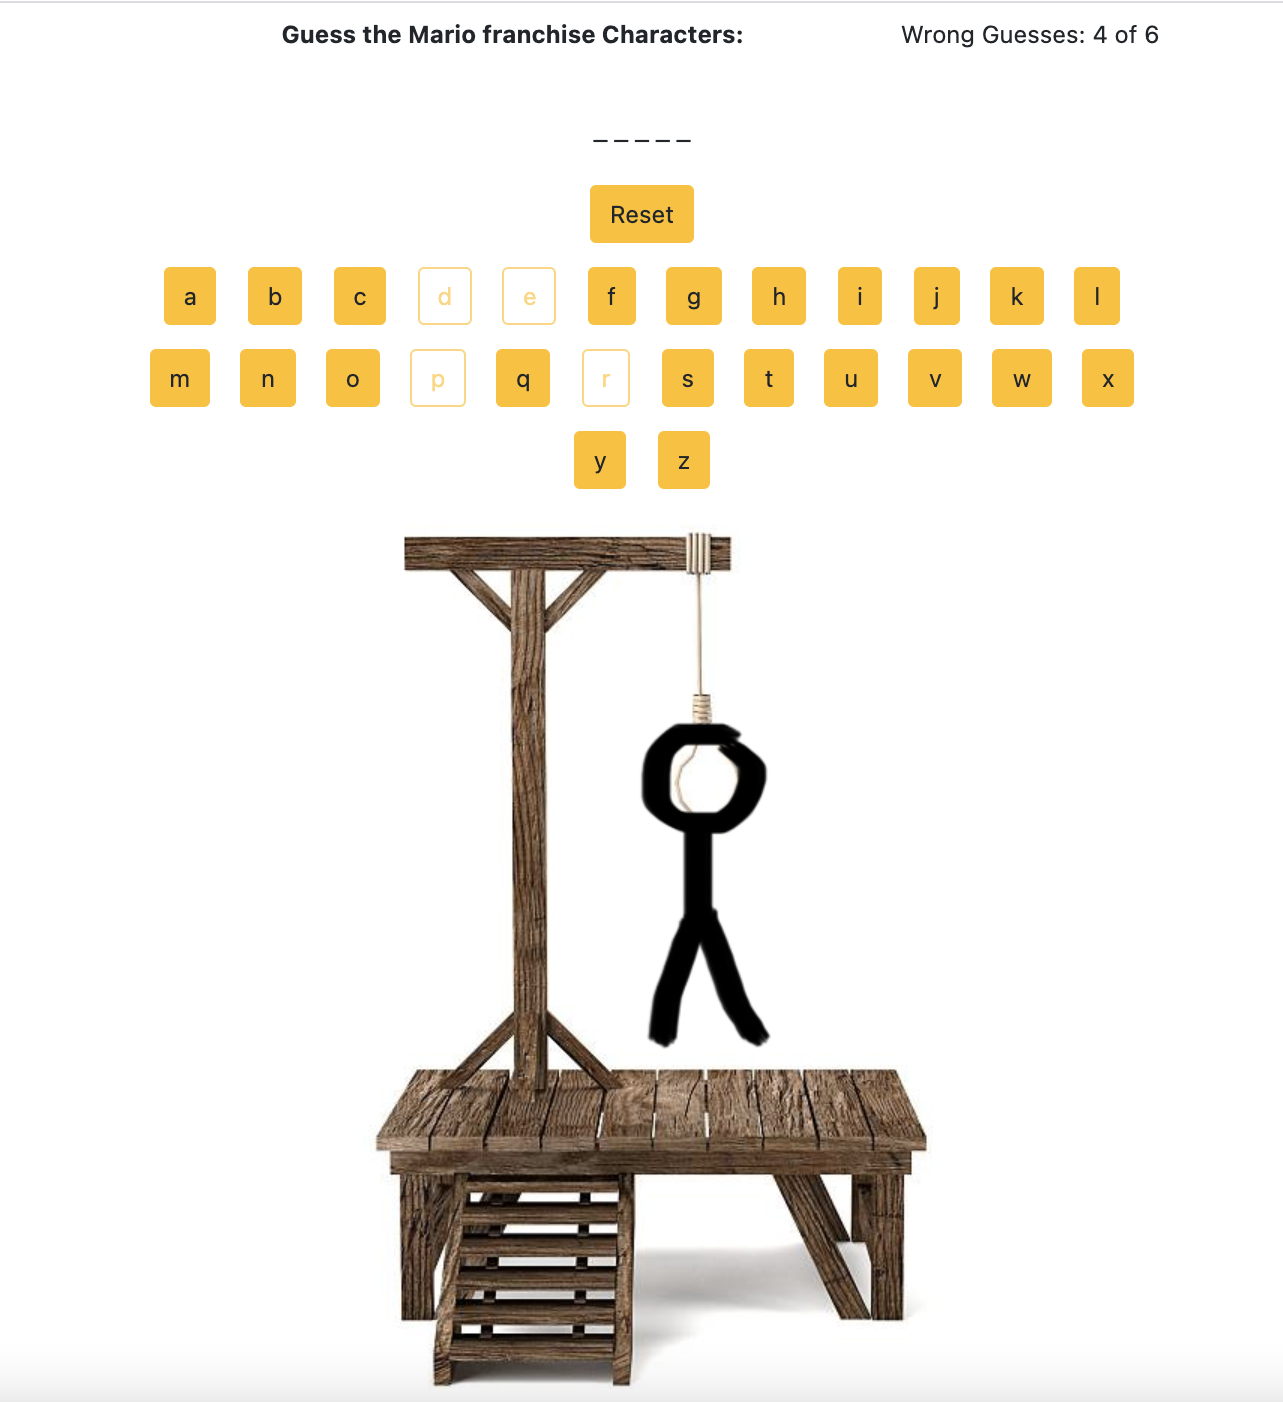 Guess the Mario franchise Characters: Wrong Guesses: 4 of 6
_ _ _ _ _
Reset
a b c d e f g h i j k l
m n o p q r s t u v w x
y z